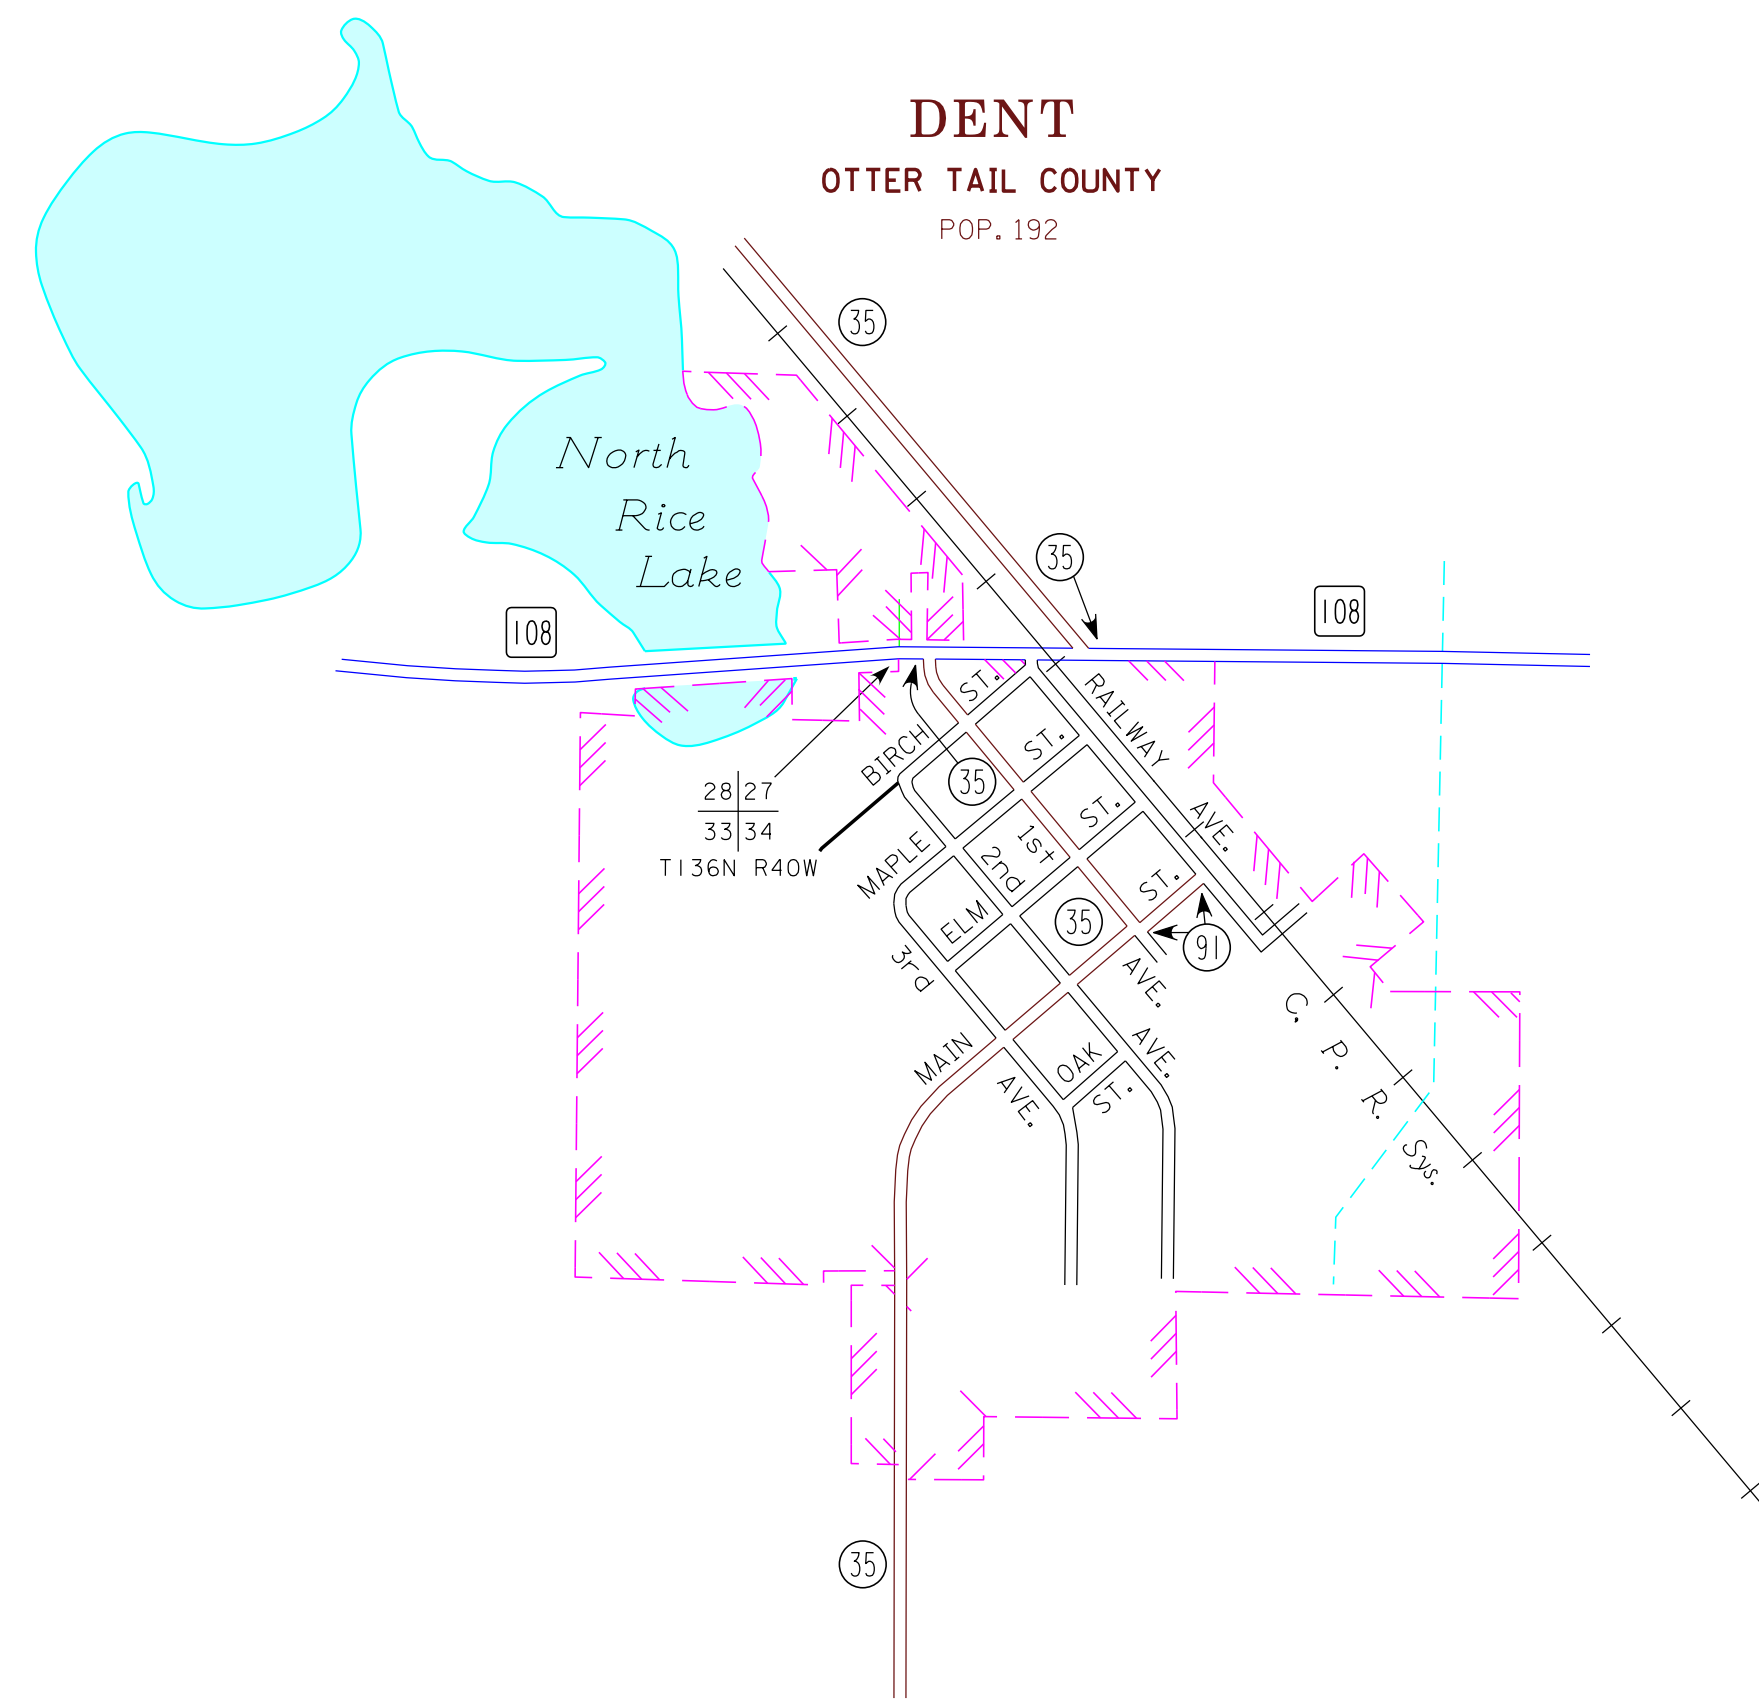 DENT
OTTER TAIL COUNTY
POP. 192
35
North
Rice
Lake
35
108
108
ST.
RAILWAY
AVE.
BIRCH
ST.
35
28 27
33 34
T136N R40W
ST.
MAPLE
1st
2nd
ST.
ELM
35
91
3rd
AVE.
MAIN
AVE.
OAK
ST.
AVE.
C. P. R. Sys.
35